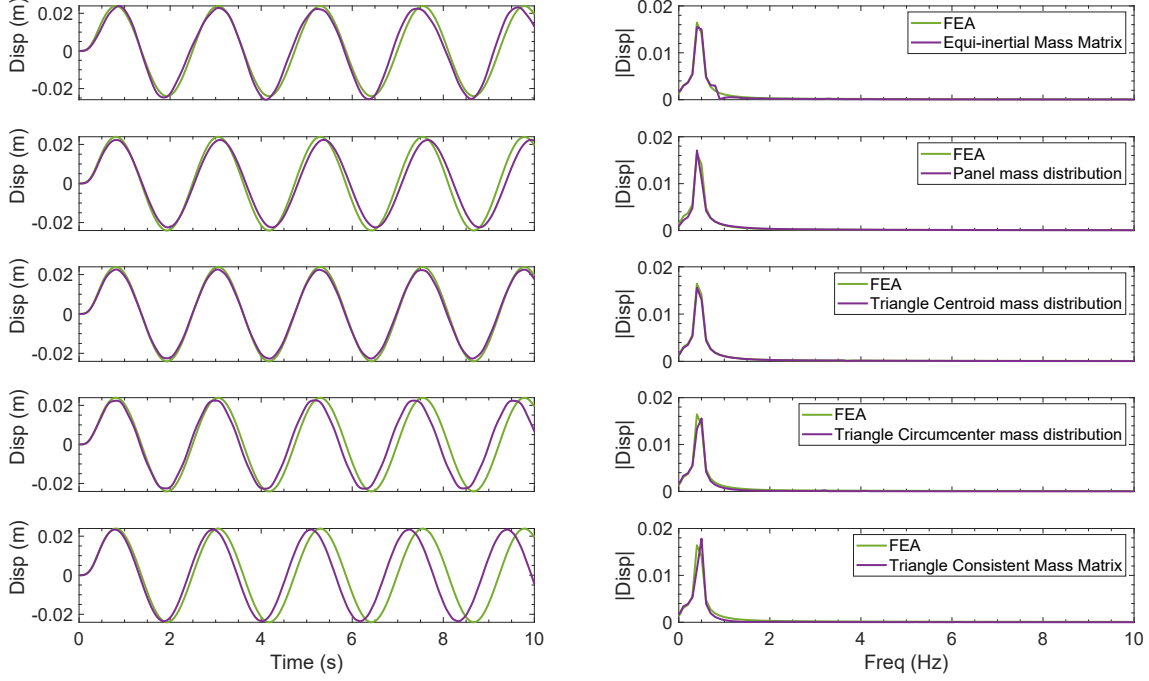 Disp (m)
0.02
0
-0.02
|Disp|
0.02
0.01
0
FEA
Equi-inertial Mass Matrix
Disp (m)
0.02
0
-0.02
|Disp|
0.02
0.01
0
FEA
Panel mass distribution
Disp (m)
0.02
0
-0.02
|Disp|
0.02
0.01
0
FEA
Triangle Centroid mass distribution
Disp (m)
0.02
0
-0.02
|Disp|
0.02
0.01
0
FEA
Triangle Circumcenter mass distribution
Disp (m)
0.02
0
-0.02
0 2 4 6 8 10
Time (s)
|Disp|
0.02
0.01
0
FEA
Triangle Consistent Mass Matrix
0 2 4 6 8 10
Freq (Hz)